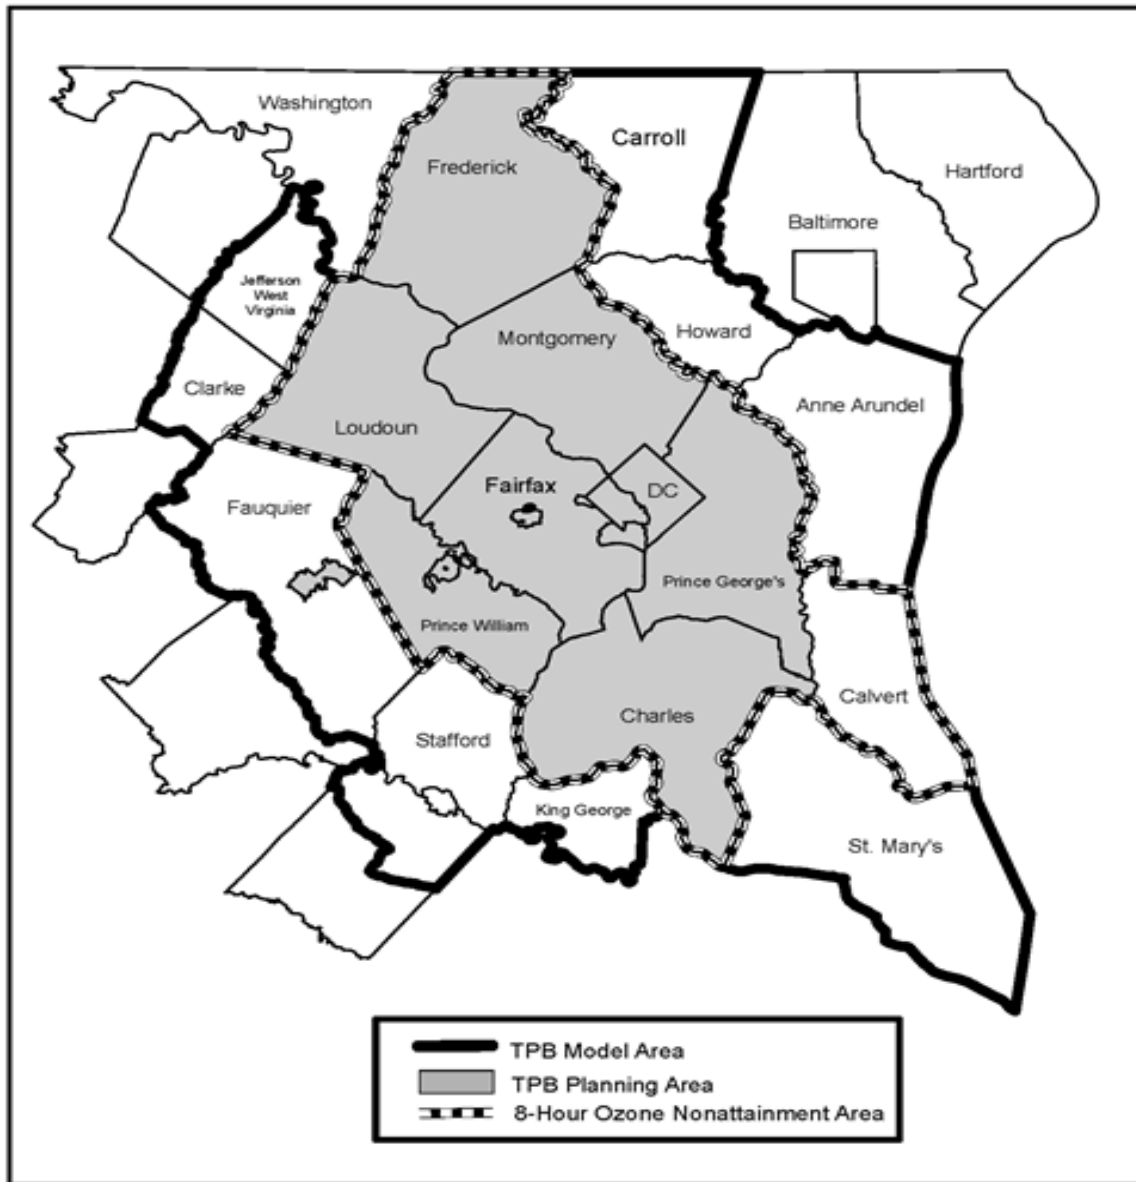 Washington
Carroll
Frederick
Hartford
Baltimore
Jefferson
West
Virginia
Montgomery
Howard
Clarke
Anne Arundel
Loudoun
Fairfax
DC
Fauquier
Prince George's
Prince William
Calvert
Charles
Stafford
King George
St. Mary's
TPB Model Area
TPB Planning Area
8-Hour Ozone Nonattainment Area